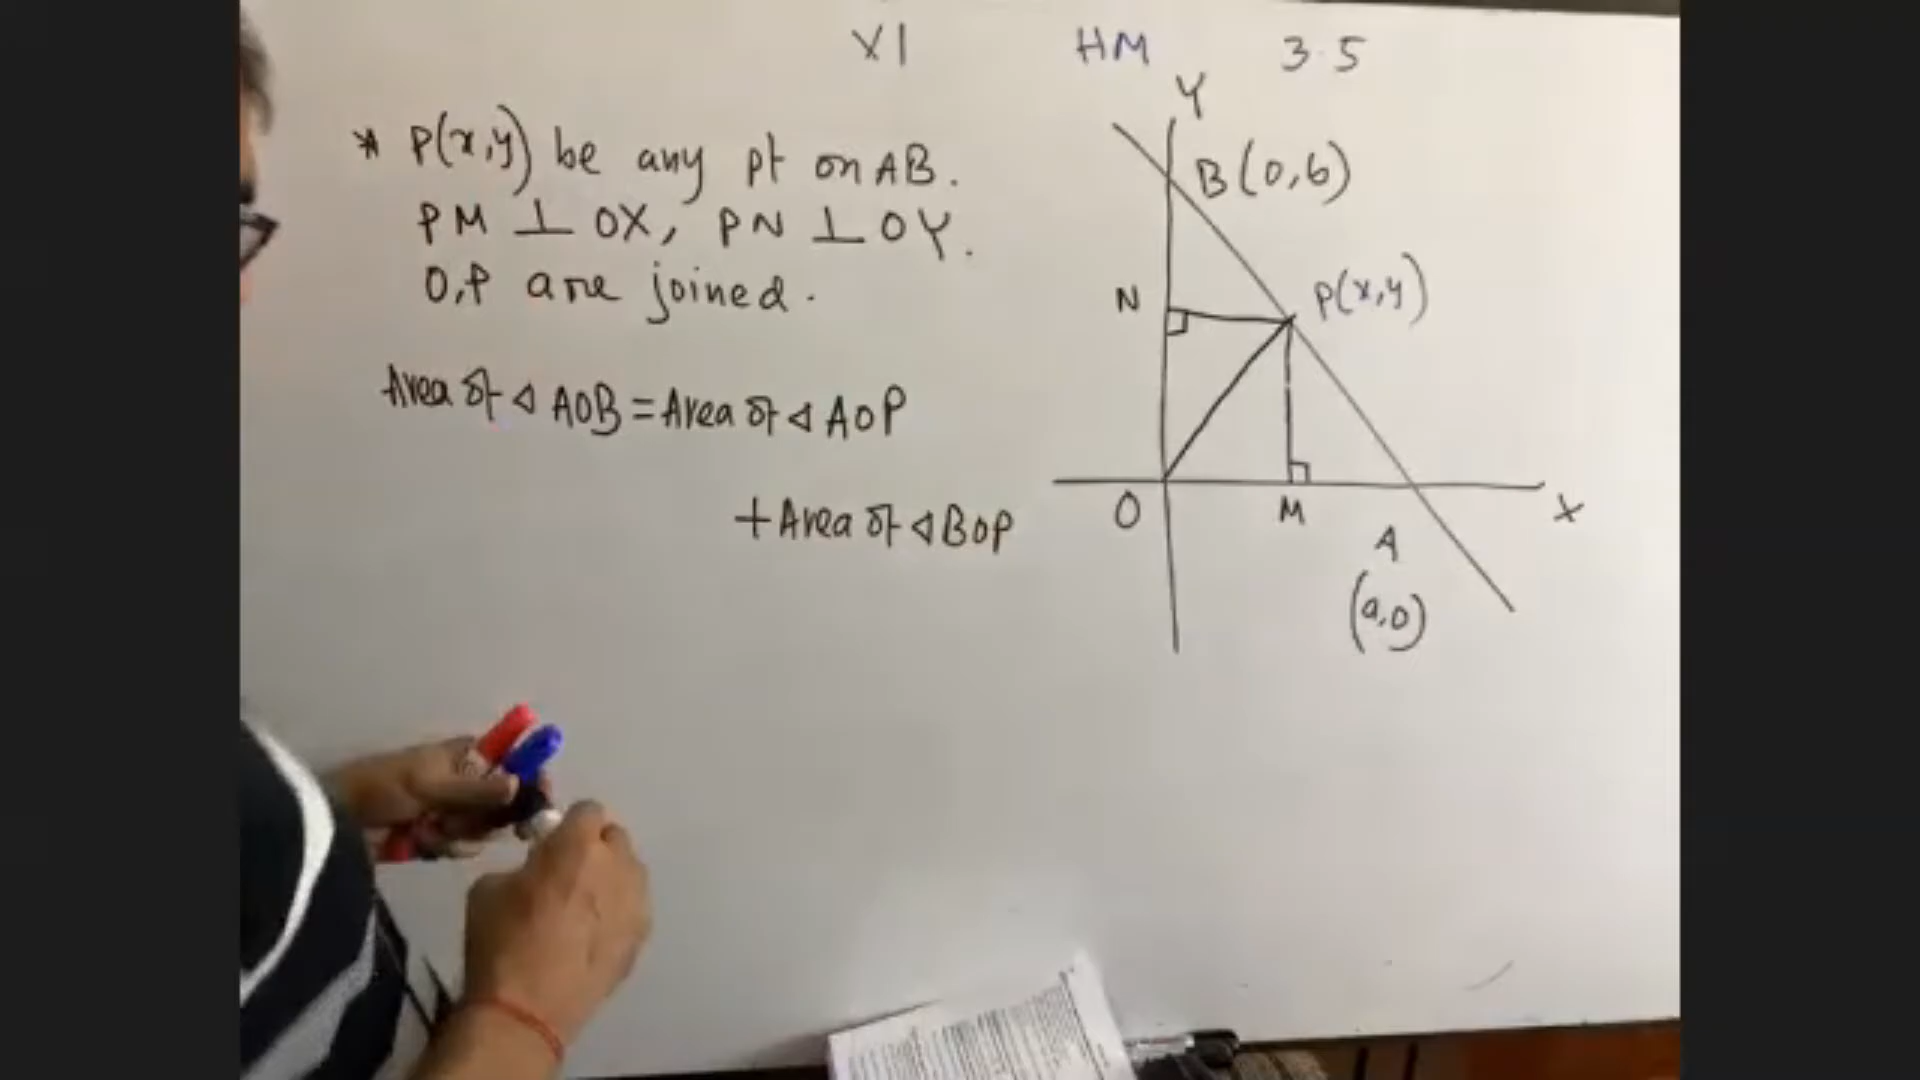 XI HM 3.5
* P(x,y) be any pt on AB.
PM ⊥ OX, PN ⊥ OY.
O,P are joined.
Area of △ AOB = Area of △ AOP
+ Area of △ BOP
Y
B(0,b)
N
P(x,y)
O
M
X
A
(a,0)